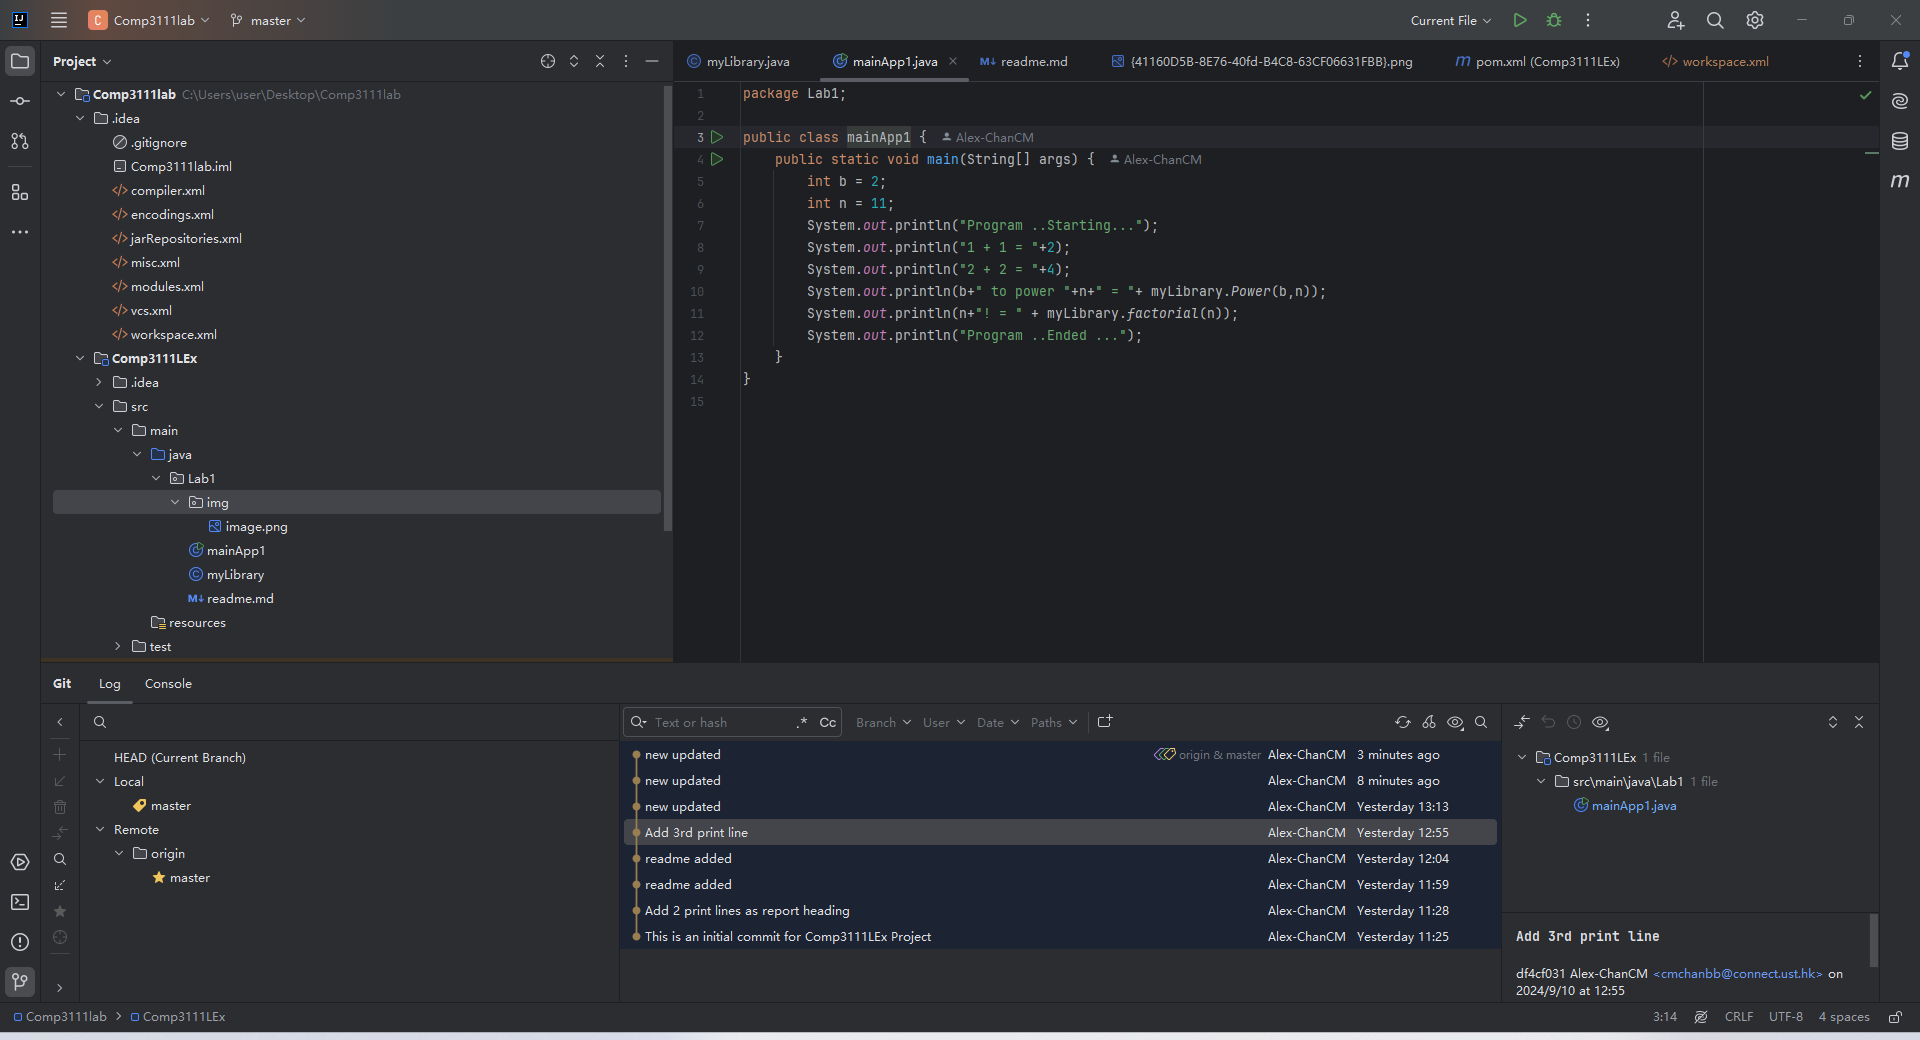 Comp3111lab
master
Current File
Project
myLibrary.java
mainApp1.java
readme.md
{41160D5B-8E76-40fd-B4C8-63CF06631FBB}.png
pom.xml (Comp3111LEx)
workspace.xml
Comp3111lab C:\Users\user\Desktop\Comp3111lab
.idea
.gitignore
Comp3111lab.iml
compiler.xml
encodings.xml
jarRepositories.xml
misc.xml
modules.xml
vcs.xml
workspace.xml
Comp3111LEx
.idea
src
main
java
Lab1
img
image.png
mainApp1
myLibrary
readme.md
resources
test
1 package Lab1;
2
3 public class mainApp1 { Alex-ChanCM
4 public static void main(String[] args) { Alex-ChanCM
5 int b = 2;
6 int n = 11;
7 System.out.println("Program ..Starting...");
8 System.out.println("1 + 1 = "+2);
9 System.out.println("2 + 2 = "+4);
10 System.out.println(b+" to power "+n+" = "+ myLibrary.Power(b,n));
11 System.out.println(n+"! = " + myLibrary.factorial(n));
12 System.out.println("Program ..Ended ...");
13 }
14 }
15
Git
Log
Console
HEAD (Current Branch)
Local
master
Remote
origin
master
Text or hash .* Cc
Branch
User
Date
Paths
new updated origin & master Alex-ChanCM 3 minutes ago
new updated Alex-ChanCM 8 minutes ago
new updated Alex-ChanCM Yesterday 13:13
Add 3rd print line Alex-ChanCM Yesterday 12:55
readme added Alex-ChanCM Yesterday 12:04
readme added Alex-ChanCM Yesterday 11:59
Add 2 print lines as report heading Alex-ChanCM Yesterday 11:28
This is an initial commit for Comp3111LEx Project Alex-ChanCM Yesterday 11:25
Comp3111LEx 1 file
src\main\java\Lab1 1 file
mainApp1.java
Add 3rd print line
df4cf031 Alex-ChanCM <cmchanbb@connect.ust.hk> on
2024/9/10 at 12:55
Comp3111lab > Comp3111LEx
3:14
CRLF
UTF-8
4 spaces